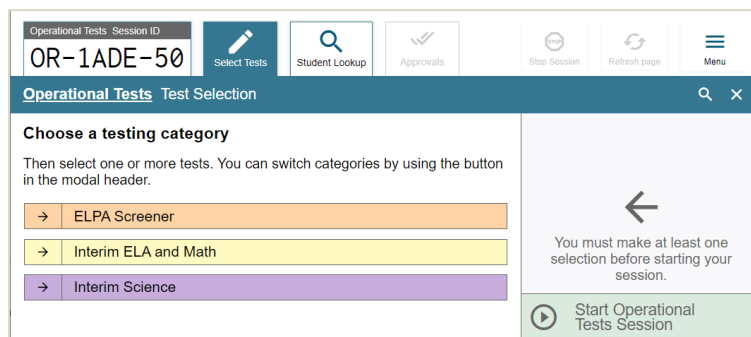 Operational Tests Session ID
OR-1ADE-50
Select Tests
Student Lookup
Approvals
STOP
Stop Session
Refresh page
Menu
Operational Tests Test Selection
Choose a testing category
Then select one or more tests. You can switch categories by using the button
in the modal header.
ELPA Screener
Interim ELA and Math
Interim Science
You must make at least one
selection before starting your
session.
Start Operational
Tests Session